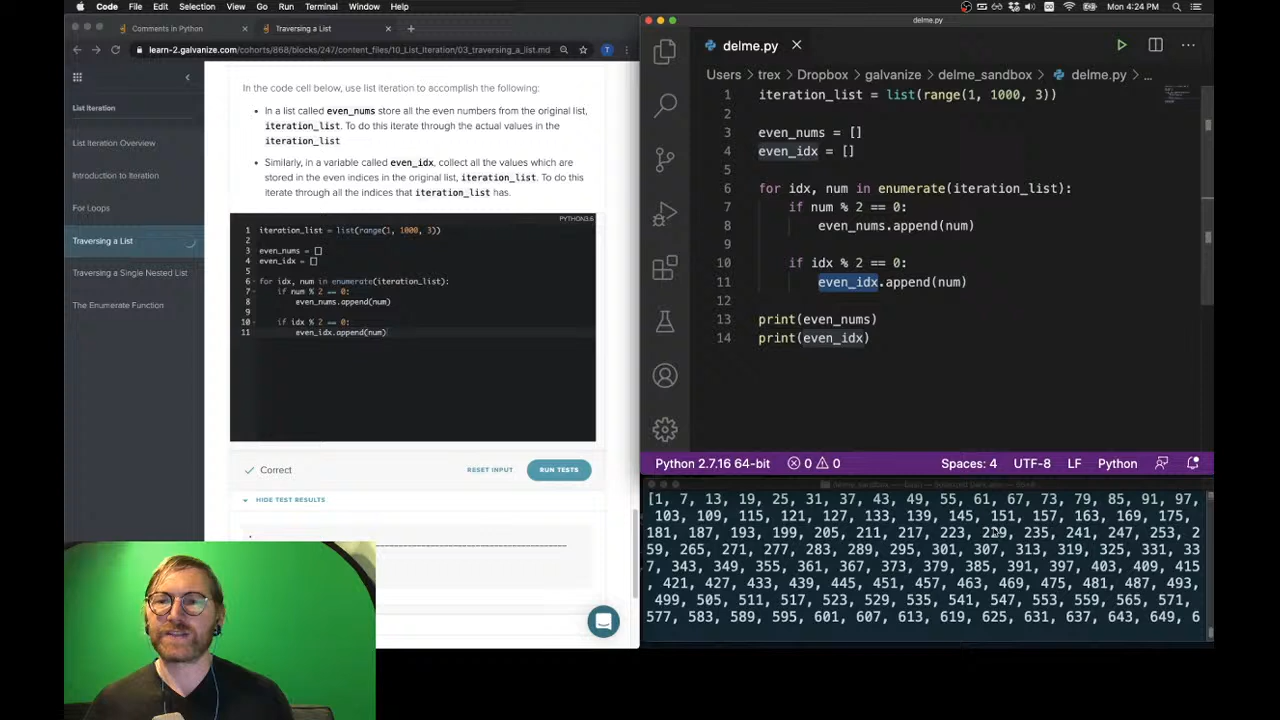 Code File Edit Selection View Go Run Terminal Window Help
Mon 4:24 PM
Comments in Python
Traversing a List
learn-2.galvanize.com/cohorts/868/blocks/247/content_files/10_List_Iteration/03_traversing_a_list.md
T
List Iteration
List Iteration Overview
Introduction to Iteration
For Loops
Traversing a List
Traversing a Single Nested List
The Enumerate Function
In the code cell below, use list iteration to accomplish the following:
In a list called even_nums store all the even numbers from the original list,
iteration_list. To do this iterate through the actual values in the
iteration_list
Similarly, in a variable called even_idx, collect all the values which are
stored in the even indices in the original list, iteration_list. To do this
iterate through all the indices that iteration_list has.
PYTHON3.6
1 iteration_list = list(range(1, 1000, 3))
2
3 even_nums = []
4 even_idx = []
5
6 for idx, num in enumerate(iteration_list):
7 if num % 2 == 0:
8 even_nums.append(num)
9
10 if idx % 2 == 0:
11 even_idx.append(num)
Correct
RESET INPUT
RUN TESTS
HIDE TEST RESULTS
delme.py
delme.py
Users trex Dropbox galvanize delme_sandbox delme.py ...
1 iteration_list = list(range(1, 1000, 3))
2
3 even_nums = []
4 even_idx = []
5
6 for idx, num in enumerate(iteration_list):
7 if num % 2 == 0:
8 even_nums.append(num)
9
10 if idx % 2 == 0:
11 even_idx.append(num)
12
13 print(even_nums)
14 print(even_idx)
Python 2.7.16 64-bit 0 0 Spaces: 4 UTF-8 LF Python
[1, 7, 13, 19, 25, 31, 37, 43, 49, 55, 61, 67, 73, 79, 85, 91, 97,
103, 109, 115, 121, 127, 133, 139, 145, 151, 157, 163, 169, 175,
181, 187, 193, 199, 205, 211, 217, 223, 229, 235, 241, 247, 253, 2
59, 265, 271, 277, 283, 289, 295, 301, 307, 313, 319, 325, 331, 33
7, 343, 349, 355, 361, 367, 373, 379, 385, 391, 397, 403, 409, 415
, 421, 427, 433, 439, 445, 451, 457, 463, 469, 475, 481, 487, 493,
499, 505, 511, 517, 523, 529, 535, 541, 547, 553, 559, 565, 571,
577, 583, 589, 595, 601, 607, 613, 619, 625, 631, 637, 643, 649, 6